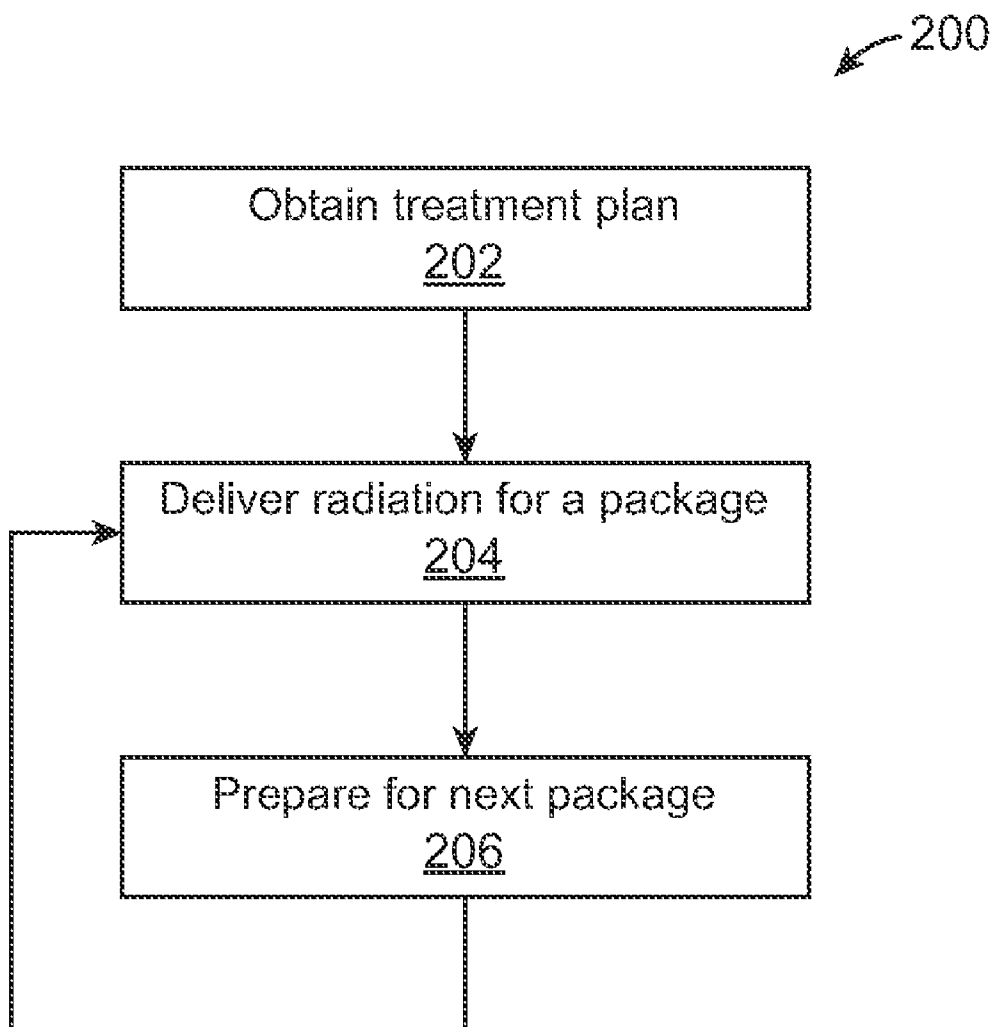 200
Obtain treatment plan
202
Deliver radiation for a package
204
Prepare for next package
206